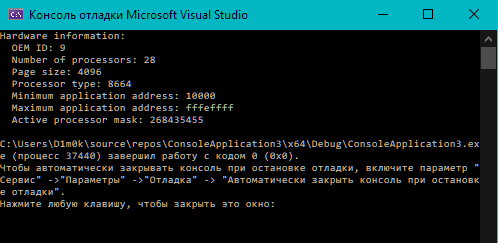 Консоль отладки Microsoft Visual Studio
Hardware information:
OEM ID: 9
Number of processors: 28
Page size: 4096
Processor type: 8664
Minimum application address: 10000
Maximum application address: fffeffff
Active processor mask: 268435455
C:\Users\D1m0k\source\repos\ConsoleApplication3\x64\Debug\ConsoleApplication3.ex
e (процесс 37440) завершил работу с кодом 0 (0x0).
Чтобы автоматически закрывать консоль при остановке отладки, включите параметр "
Сервис" ->"Параметры" ->"Отладка" -> "Автоматически закрыть консоль при остановк
е отладки".
Нажмите любую клавишу, чтобы закрыть это окно: